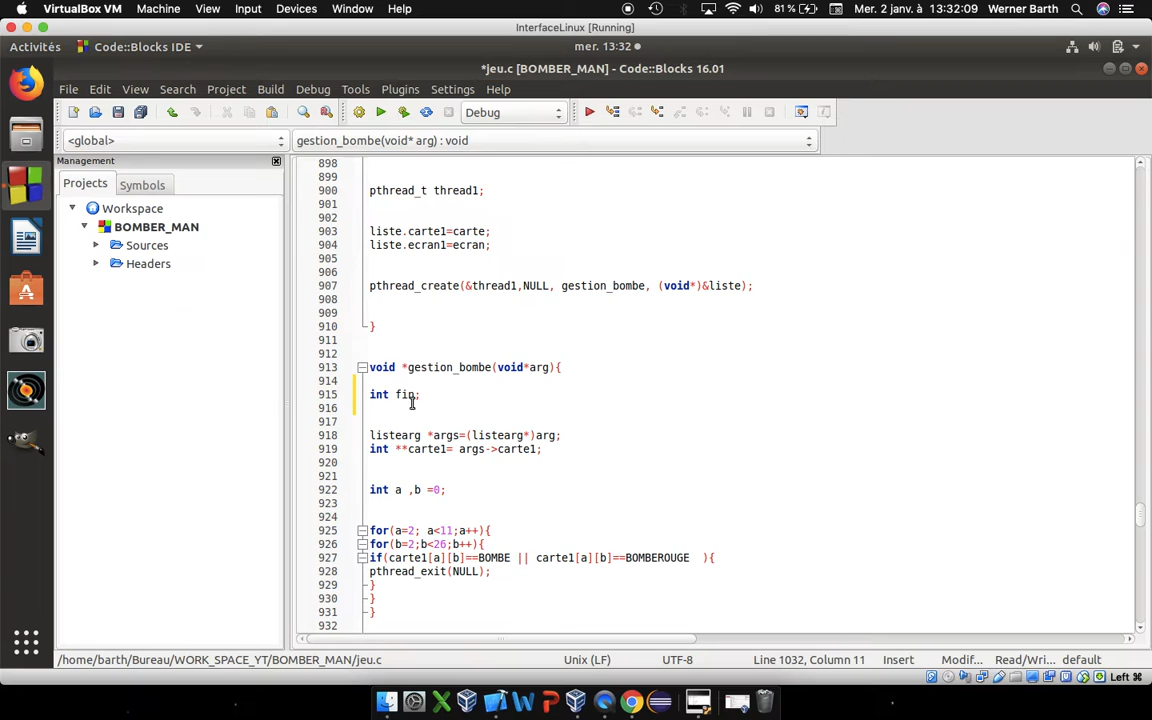 VirtualBox VM Machine View Input Devices Window Help 81 % Mer. 2 janv. à 13:32:09 Werner Barth
InterfaceLinux [Running]
Activités Code::Blocks IDE mer. 13:32
*jeu.c [BOMBER_MAN] - Code::Blocks 16.01
File Edit View Search Project Build Debug Tools Plugins Settings Help
Debug
<global> gestion_bombe(void* arg) : void
Management
Projects Symbols
Workspace
BOMBER_MAN
Sources
Headers
898
899
900 pthread_t thread1;
901
902
903 liste.carte1=carte;
904 liste.ecran1=ecran;
905
906
907 pthread_create(&thread1,NULL, gestion_bombe, (void*)&liste);
908
909
910 }
911
912
913 void *gestion_bombe(void*arg){
914
915 int fin;
916
917
918 listearg *args=(listearg*)arg;
919 int **carte1= args->carte1;
920
921
922 int a ,b =0;
923
924
925 for(a=2; a<11;a++){
926 for(b=2;b<26;b++){
927 if(carte1[a][b]==BOMBE || carte1[a][b]==BOMBEROUGE ){
928 pthread_exit(NULL);
929 }
930 }
931 }
932
/home/barth/Bureau/WORK_SPACE_YT/BOMBER_MAN/jeu.c Unix (LF) UTF-8 Line 1032, Column 11 Insert Modif... Read/Wri... default
Left ⌘